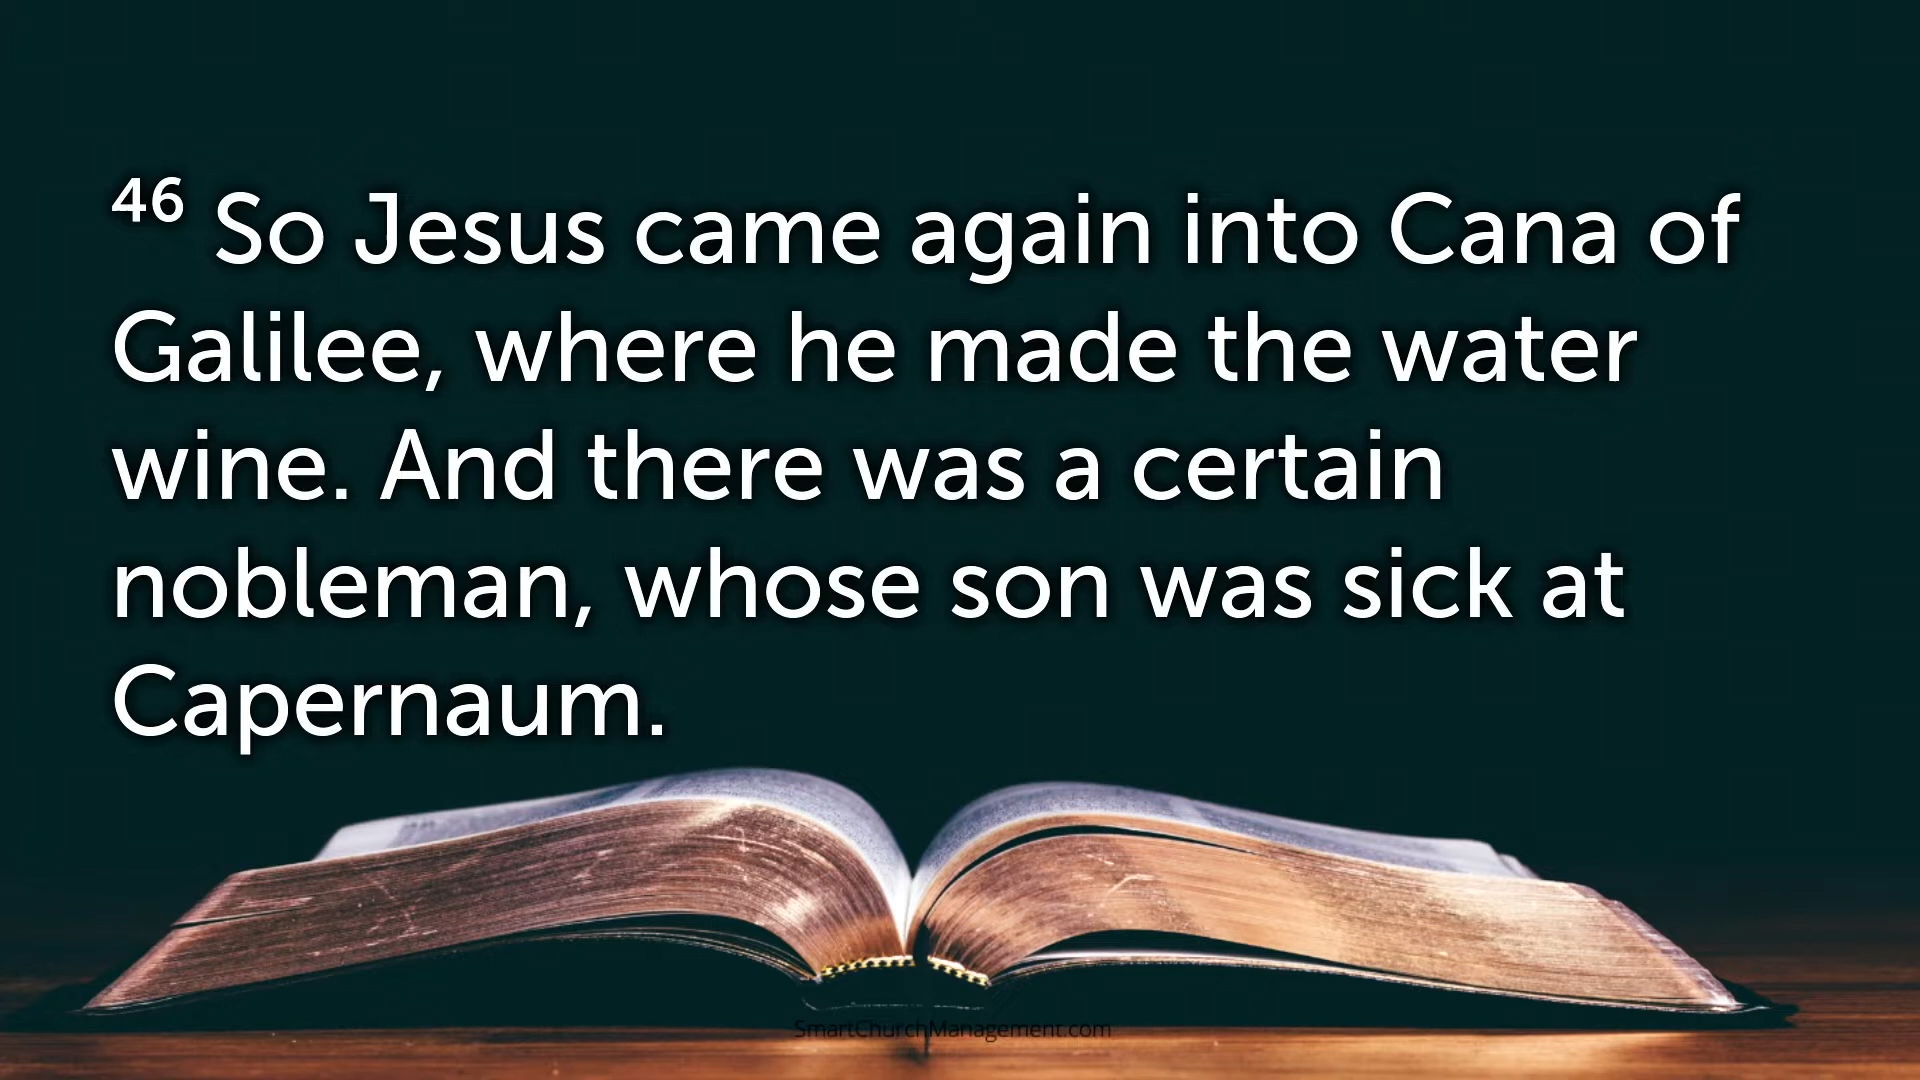 46 So Jesus came again into Cana of
Galilee, where he made the water
wine. And there was a certain
nobleman, whose son was sick at
Capernaum.
SmartChurchManagement.com